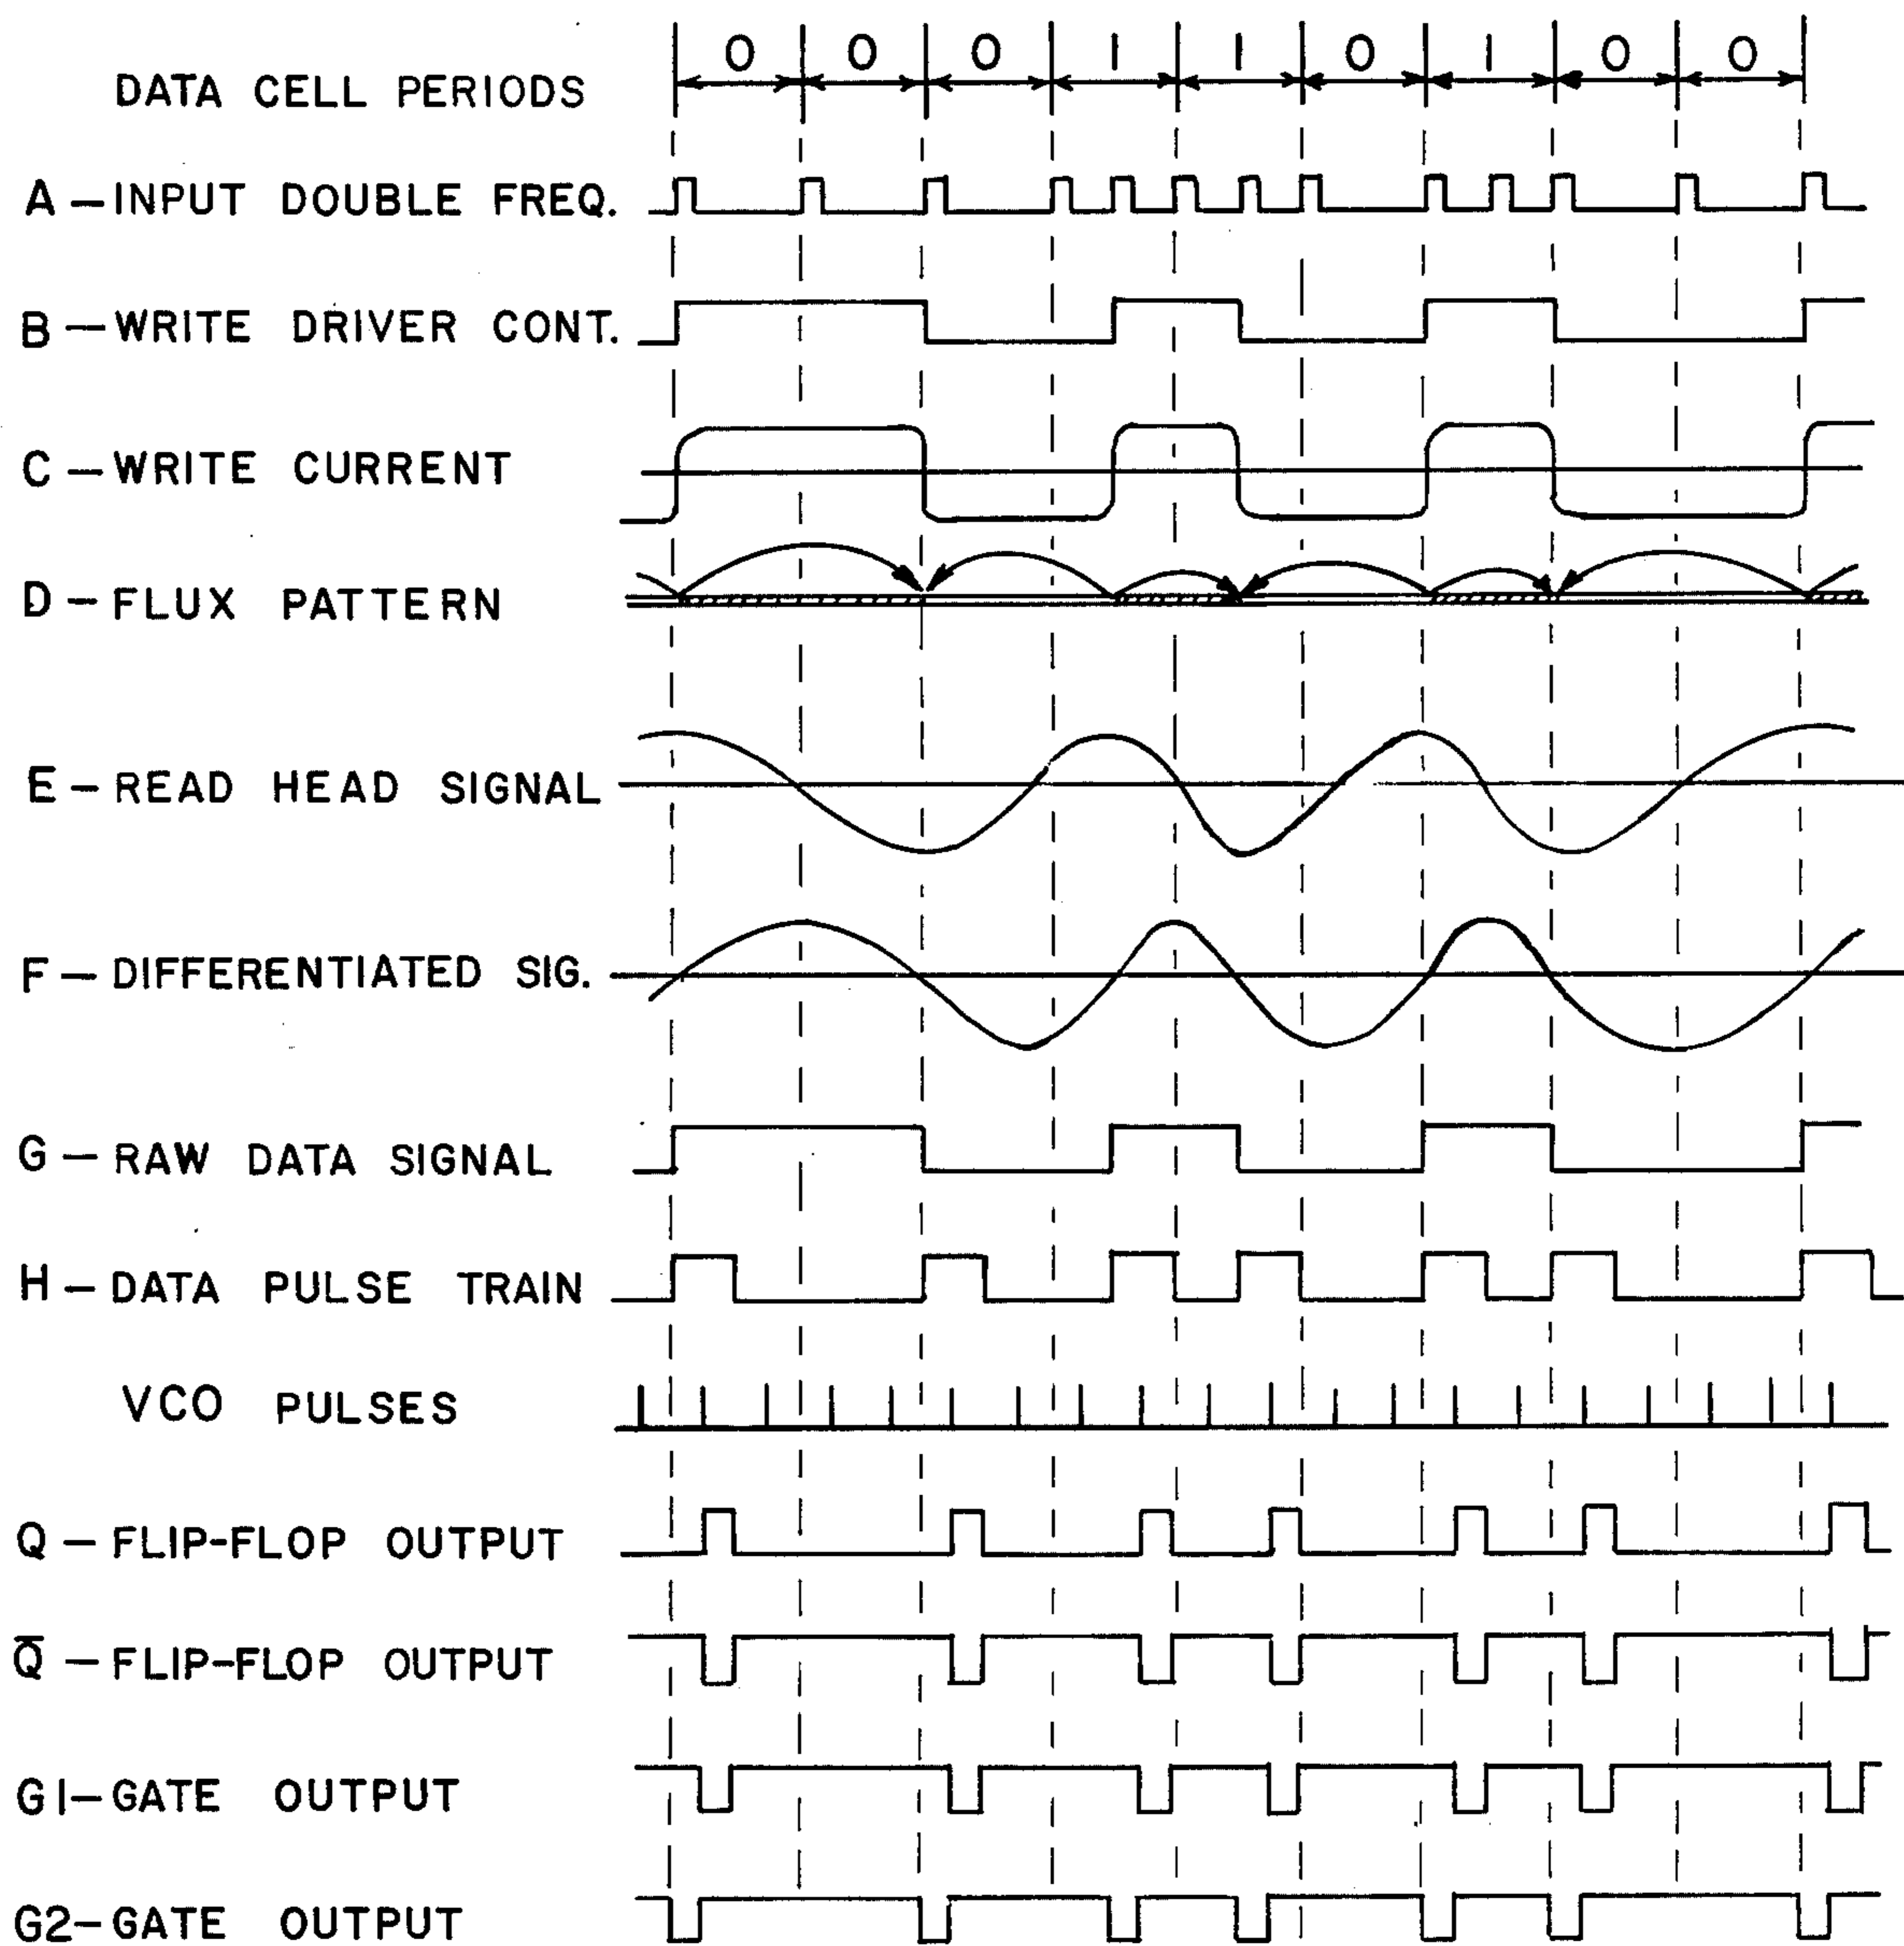 0 0 0 1 1 0 1 0 0
DATA CELL PERIODS
A — INPUT DOUBLE FREQ.
B — WRITE DRIVER CONT.
C — WRITE CURRENT
D — FLUX PATTERN
E — READ HEAD SIGNAL
F — DIFFERENTIATED SIG.
G — RAW DATA SIGNAL
H — DATA PULSE TRAIN
VCO PULSES
Q — FLIP-FLOP OUTPUT
Q̅ — FLIP-FLOP OUTPUT
G1— GATE OUTPUT
G2— GATE OUTPUT